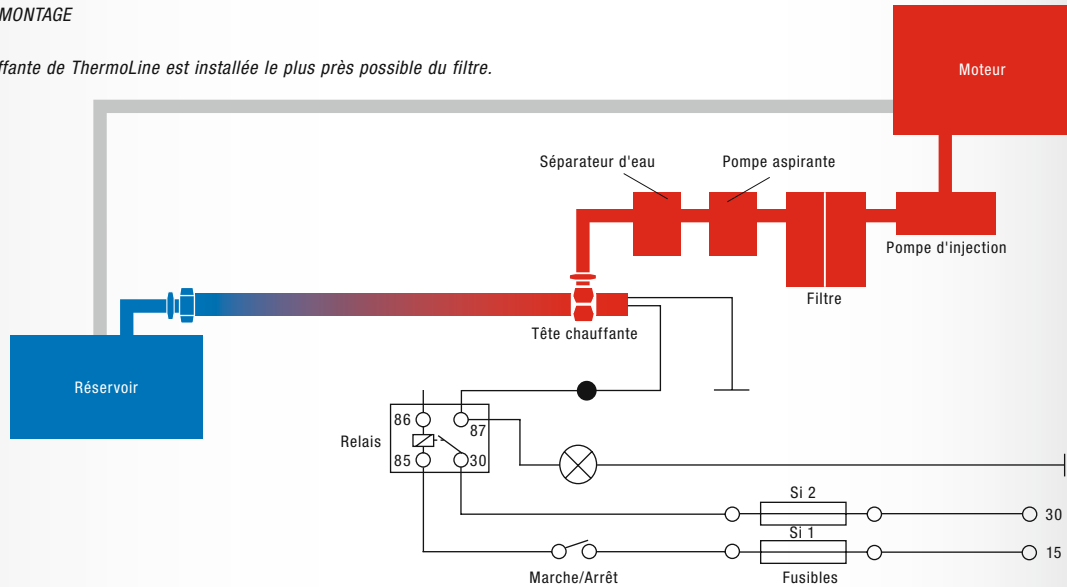 MONTAGE
ffante de ThermoLine est installée le plus près possible du filtre.
Moteur
Séparateur d'eau
Pompe aspirante
Pompe d'injection
Filtre
Tête chauffante
Réservoir
86
87
Relais
85
30
Si 2
30
Si 1
15
Marche/Arrêt
Fusibles